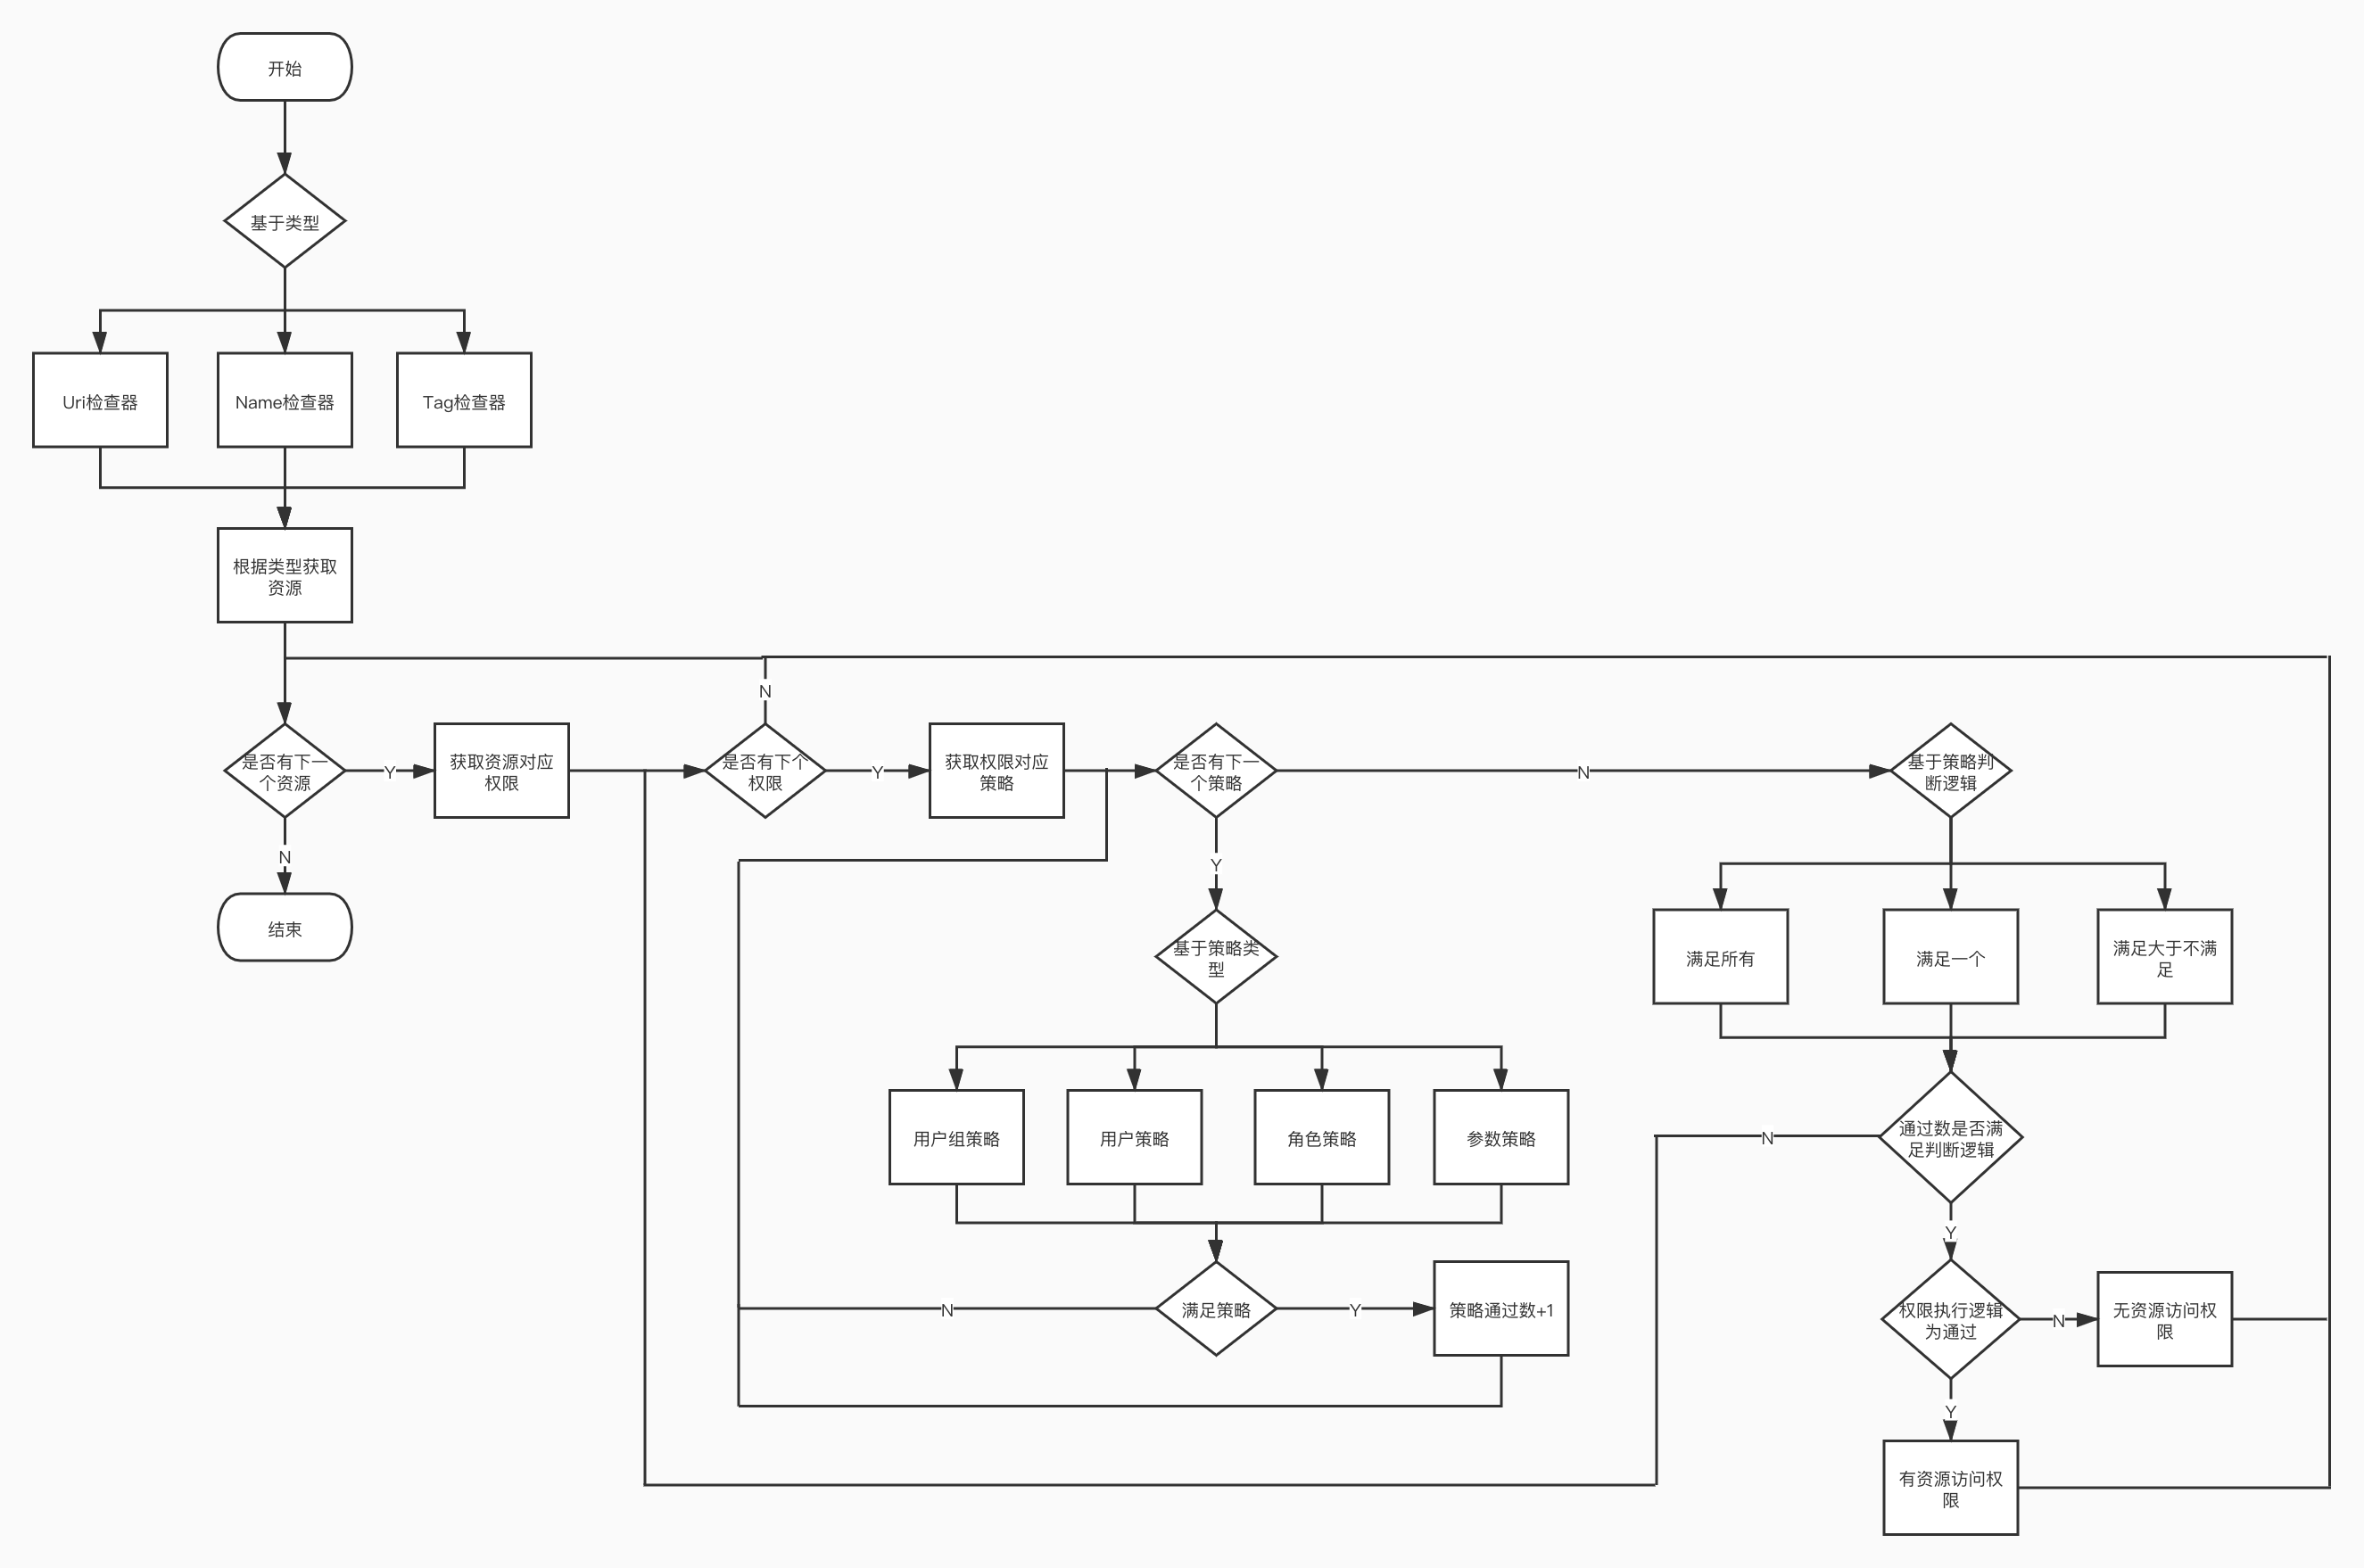 开始
基于类型
Uri检查器
Name检查器
Tag检查器
根据类型获取
资源
N
是否有下一
个资源
Y
获取资源对应
权限
是否有下个
权限
Y
获取权限对应
策略
是否有下一
个策略
N
基于策略判
断逻辑
N
结束
Y
基于策略类
型
满足所有
满足一个
满足大于不满
足
用户组策略
用户策略
角色策略
参数策略
N
通过数是否满
足判断逻辑
Y
N
满足策略
Y
策略通过数+1
权限执行逻辑
为通过
N
无资源访问权
限
Y
有资源访问权
限